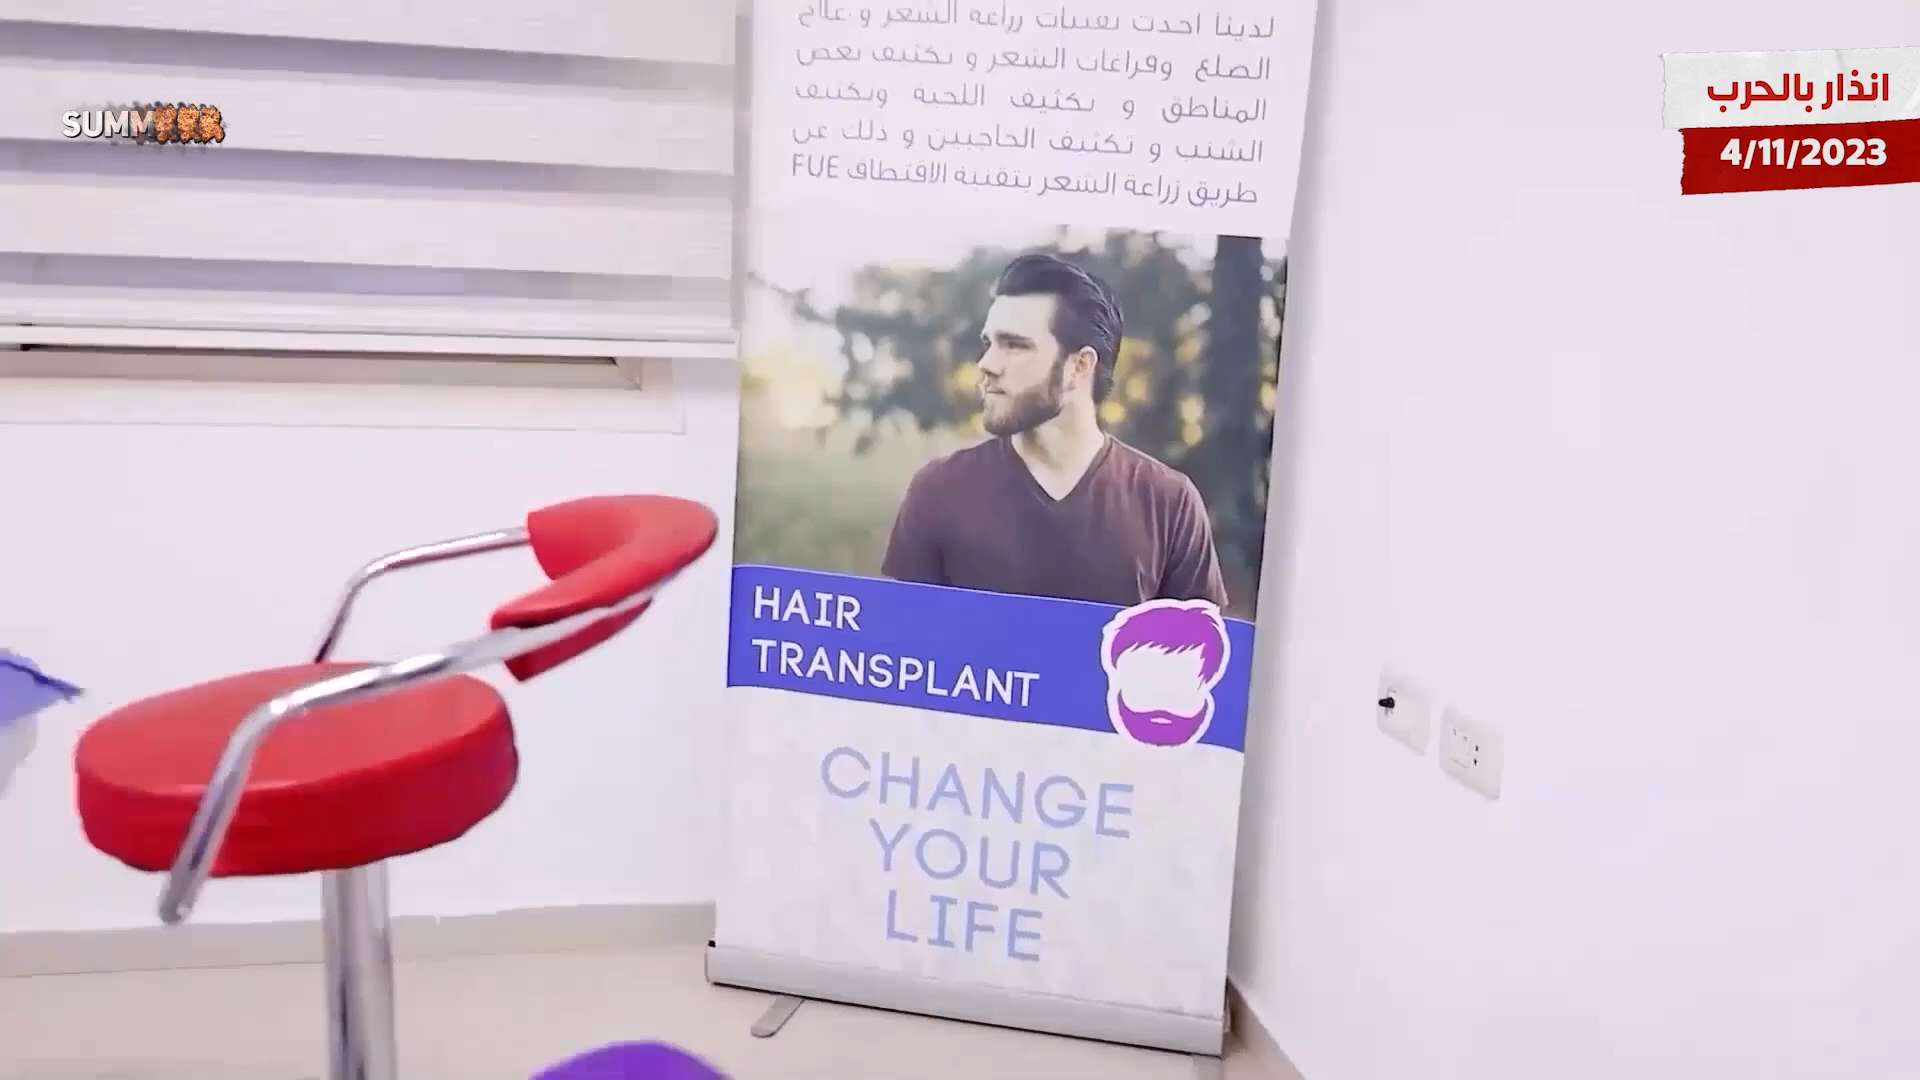 لدينا احدث تقنيات زراعة الشعر و علاج
الصلع وفراغات الشعر و تكثيف بعض
المناطق و تكثيف اللحية وتكثيف
الشنب و تكثيف الحاجبين و ذلك عن
طريق زراعة الشعر بتقنية الاقتطاف FUE
HAIR
TRANSPLANT
CHANGE
YOUR
LIFE
انذار بالحرب
4/11/2023